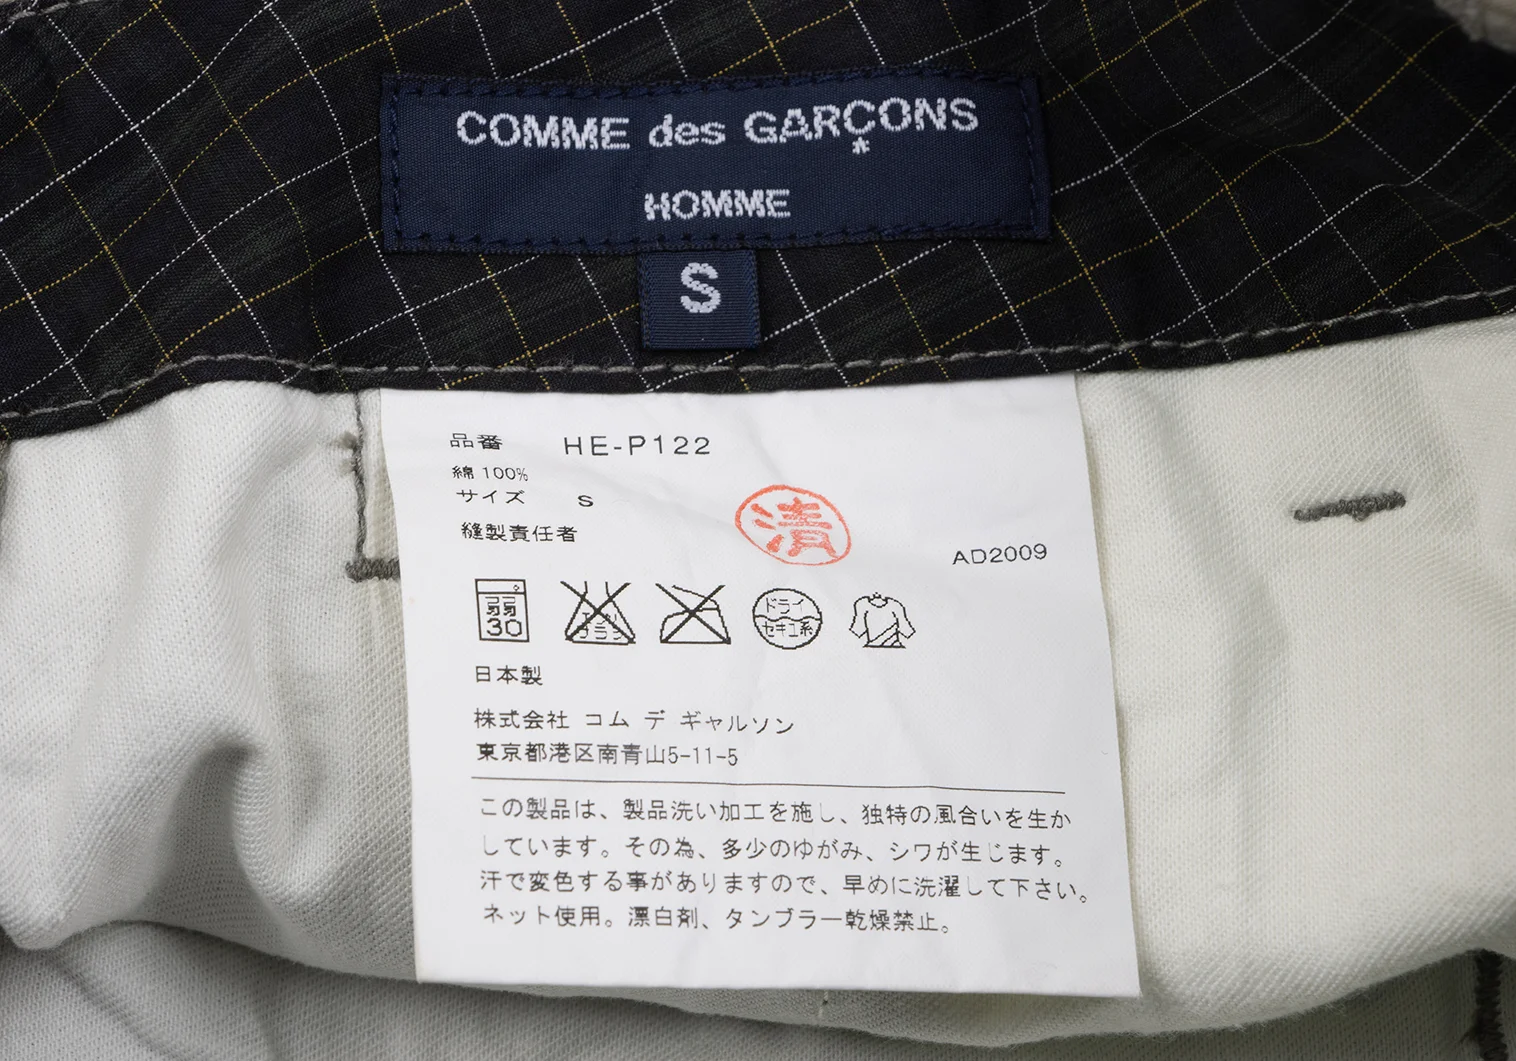 COMME des GARÇONS
HOMME
S
品番 HE-P122
綿 100%
サイズ S
縫製責任者
清
AD2009
弱
30
エンソ
サラシ
ドライ
セキユ系
日本製
株式会社 コム デ ギャルソン
東京都港区南青山5-11-5
この製品は、製品洗い加工を施し、独特の風合いを生か
しています。その為、多少のゆがみ、シワが生じます。
汗で変色する事がありますので、早めに洗濯して下さい。
ネット使用。漂白剤、タンブラー乾燥禁止。